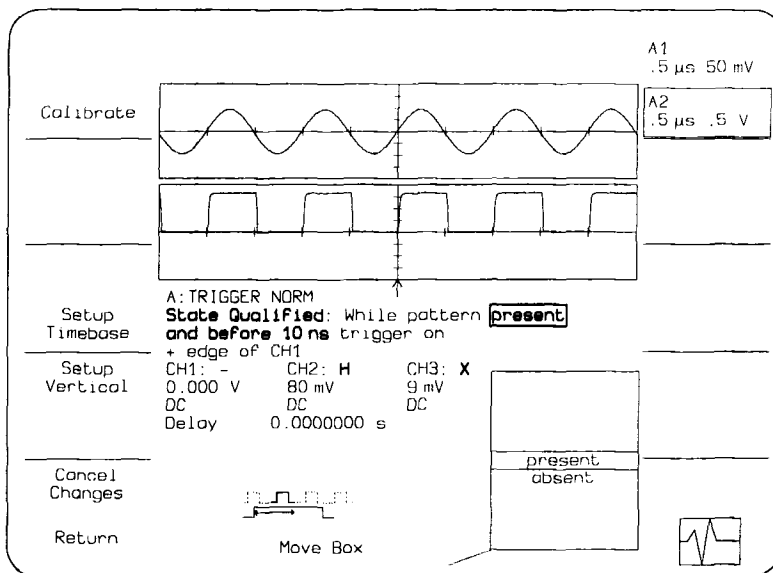 A1
.5 µs 50 mV
A2
.5 µs .5 V
Calibrate
A: TRIGGER NORM
State Qualified: While pattern present
and before 10 ns trigger on
+ edge of CH1
CH1: - CH2: H CH3: X
0.000 V 80 mV 9 mV
DC DC DC
Delay 0.0000000 s
Setup
Timebase
Setup
Vertical
Cancel
Changes
Return
present
absent
Move Box